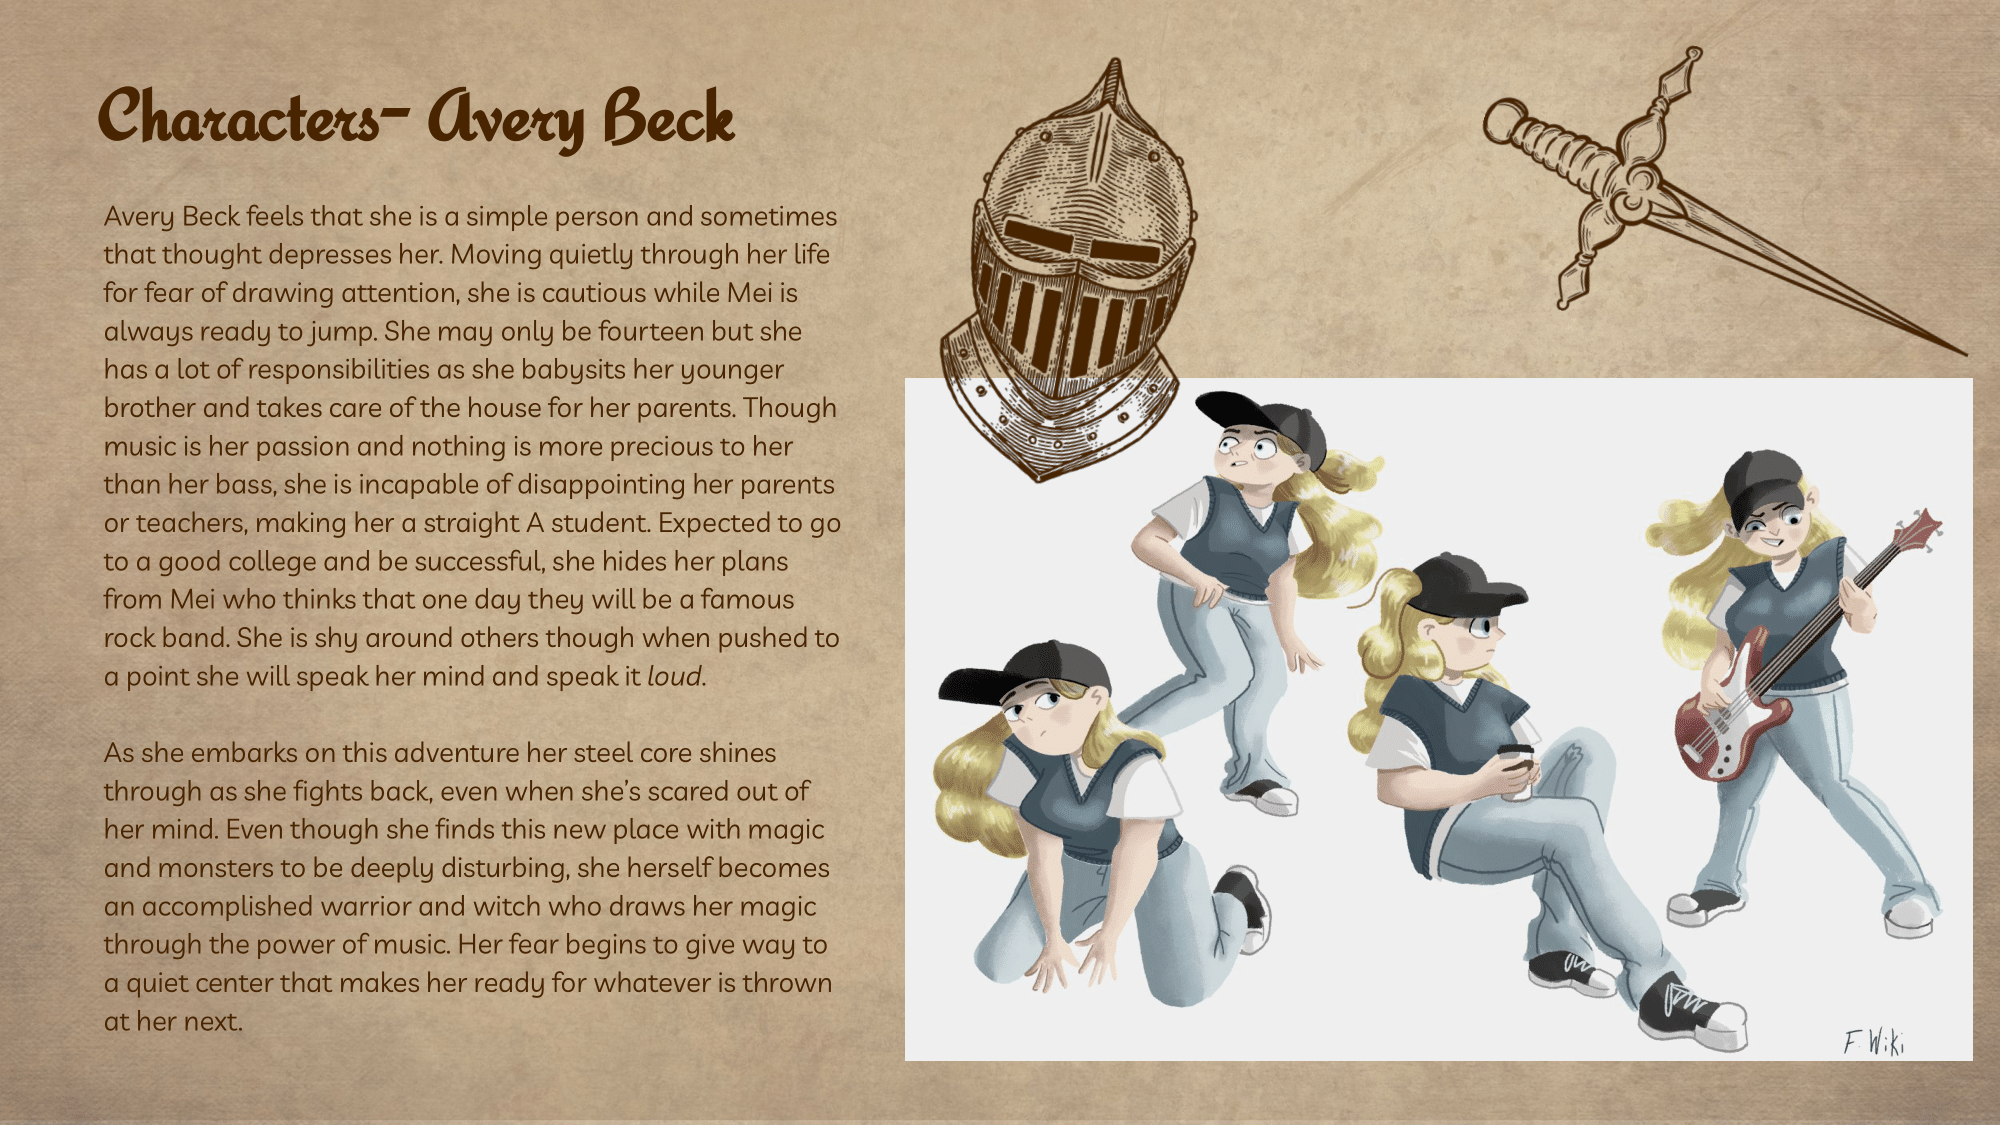 Characters- Avery Beck
Avery Beck feels that she is a simple person and sometimes
that thought depresses her. Moving quietly through her life
for fear of drawing attention, she is cautious while Mei is
always ready to jump. She may only be fourteen but she
has a lot of responsibilities as she babysits her younger
brother and takes care of the house for her parents. Though
music is her passion and nothing is more precious to her
than her bass, she is incapable of disappointing her parents
or teachers, making her a straight A student. Expected to go
to a good college and be successful, she hides her plans
from Mei who thinks that one day they will be a famous
rock band. She is shy around others though when pushed to
a point she will speak her mind and speak it loud.
As she embarks on this adventure her steel core shines
through as she fights back, even when she’s scared out of
her mind. Even though she finds this new place with magic
and monsters to be deeply disturbing, she herself becomes
an accomplished warrior and witch who draws her magic
through the power of music. Her fear begins to give way to
a quiet center that makes her ready for whatever is thrown
at her next.
F. Wiki